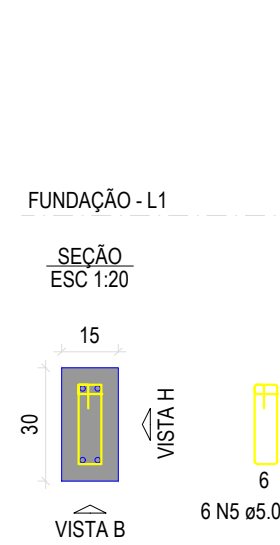 FUNDAÇÃO - L1
SEÇÃO
ESC 1:20
15
30
VISTA H
VISTA B
6
6 N5 ø5.0